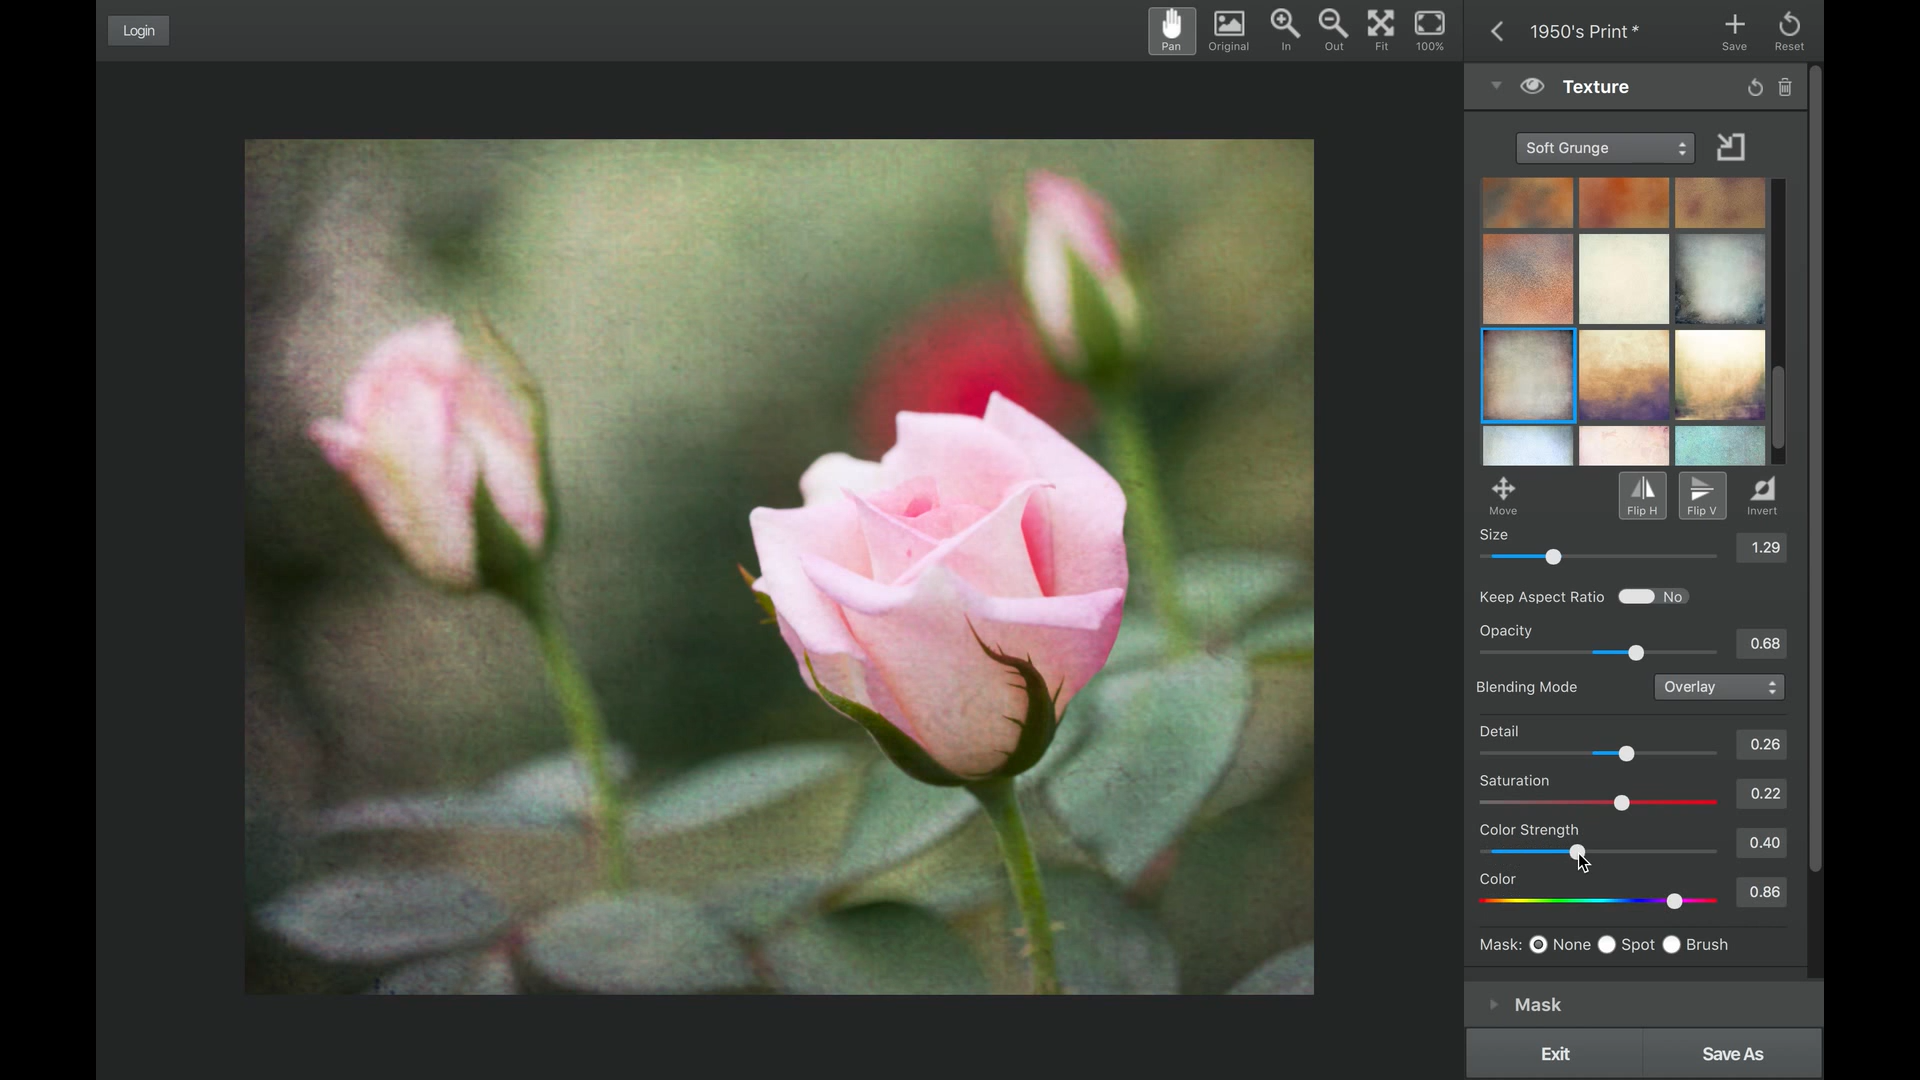 Login
Pan
Original
In
Out
Fit
100%
1950's Print *
Save
Reset
Texture
Soft Grunge
Move
Flip H
Flip V
Invert
Size
1.29
Keep Aspect Ratio No
Opacity
0.68
Blending Mode Overlay
Detail
0.26
Saturation
0.22
Color Strength
0.40
Color
0.86
Mask: None Spot Brush
Mask
Exit
Save As